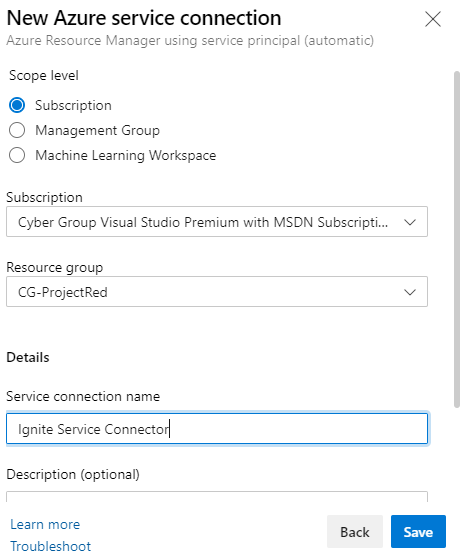 New Azure service connection
Azure Resource Manager using service principal (automatic)
Scope level
Subscription
Management Group
Machine Learning Workspace
Subscription
Cyber Group Visual Studio Premium with MSDN Subscripti...
Resource group
CG-ProjectRed
Details
Service connection name
Ignite Service Connector
Description (optional)
Learn more
Troubleshoot
Back
Save